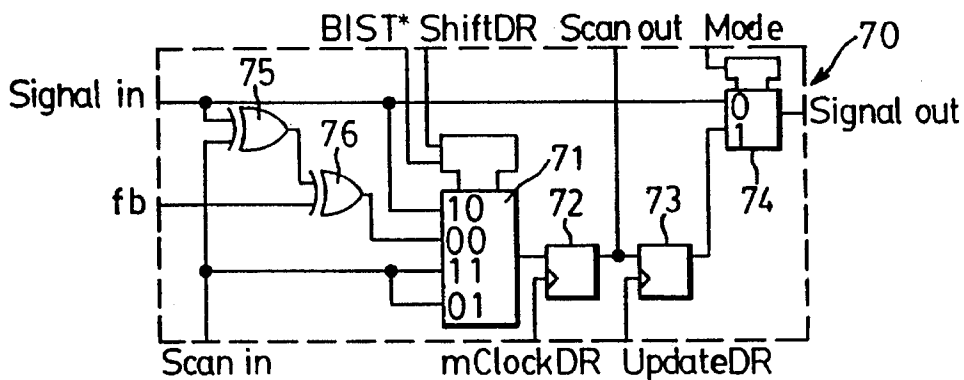 BIST* ShiftDR Scan out Mode
70
75
Signal in
0
Signal out
1
76
71
74
fb
10
72
73
00
11
01
Scan in
mClockDR
UpdateDR